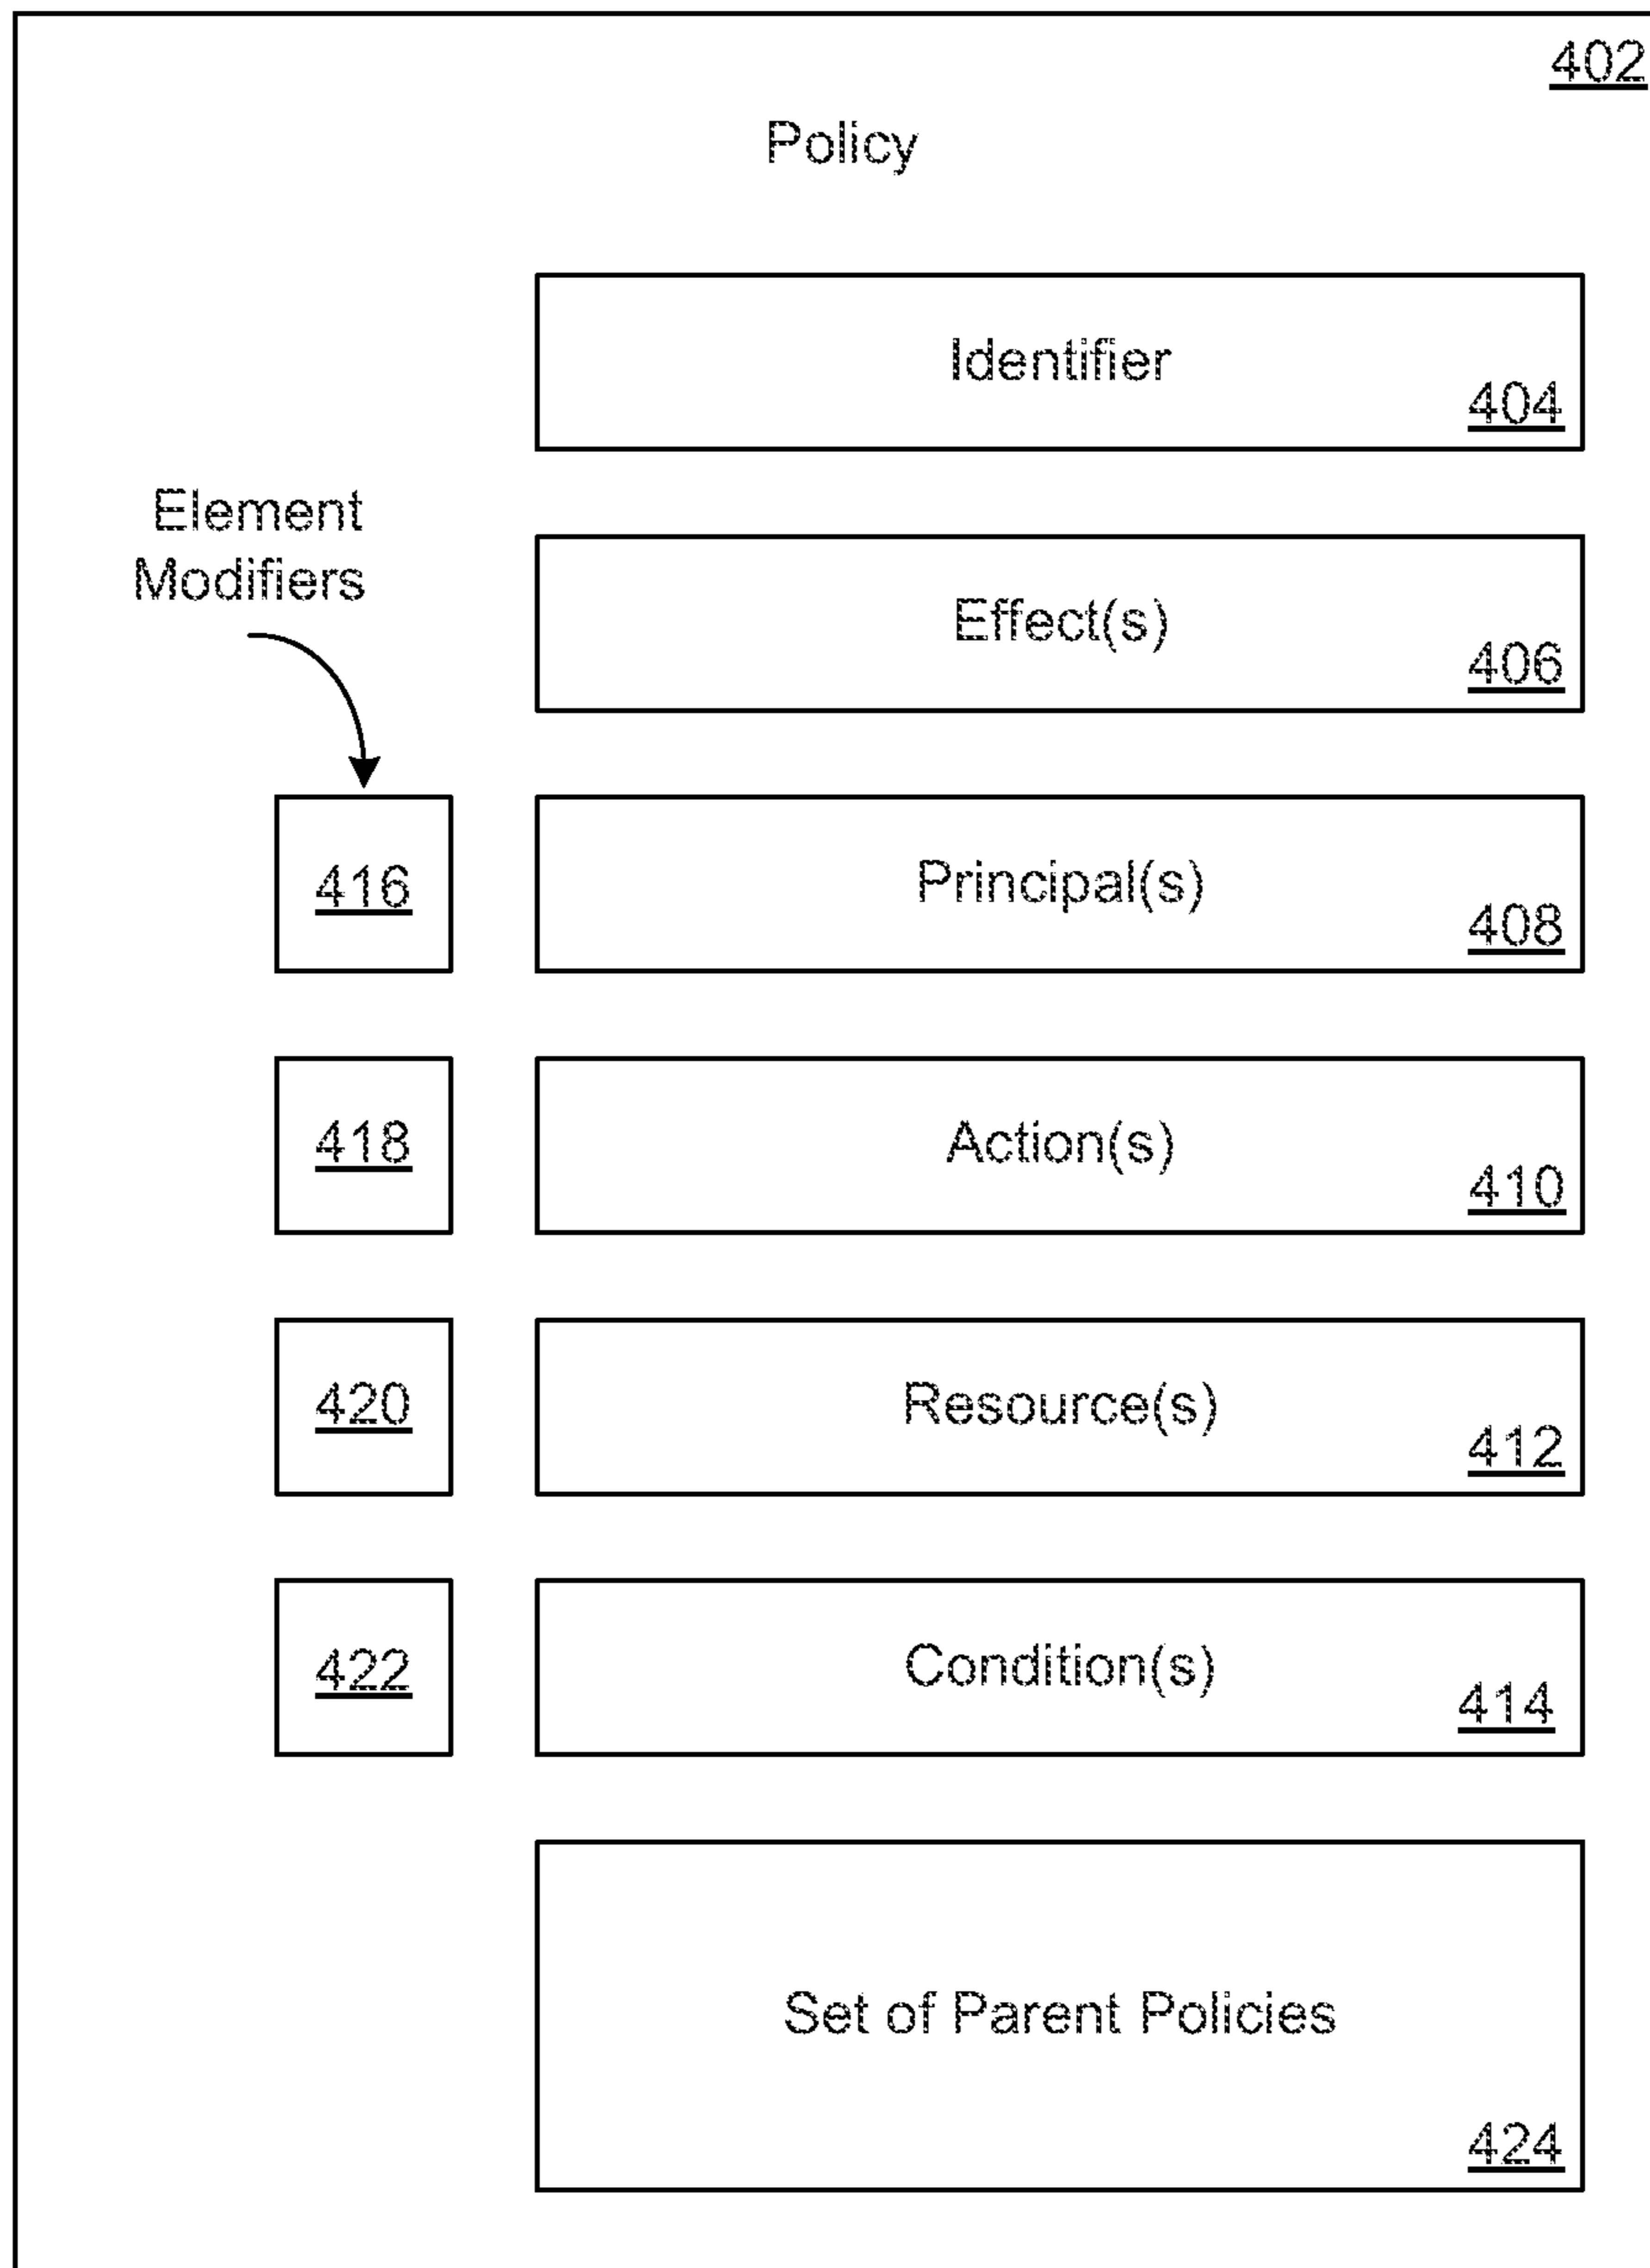 402
Policy
Identifier
404
Element
Modifiers
Effect(s)
406
416
Principal(s)
408
418
Action(s)
410
420
Resource(s)
412
422
Condition(s)
414
Set of Parent Policies
424